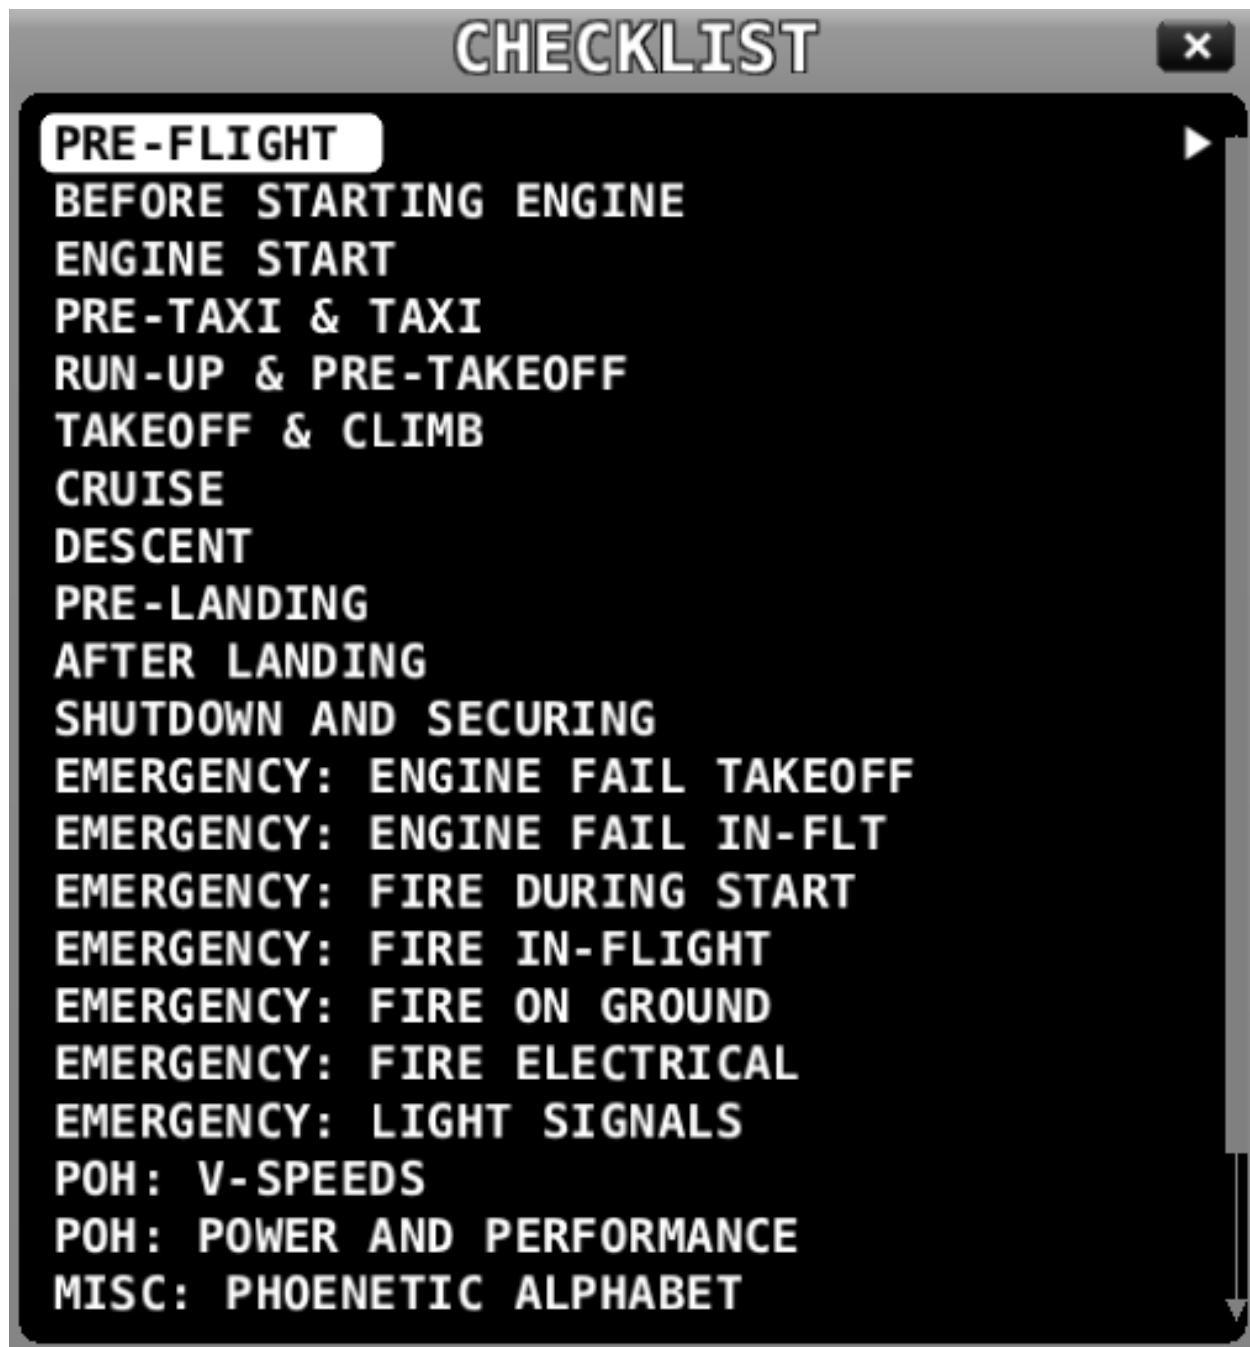 CHECKLIST
PRE-FLIGHT
BEFORE STARTING ENGINE
ENGINE START
PRE-TAXI & TAXI
RUN-UP & PRE-TAKEOFF
TAKEOFF & CLIMB
CRUISE
DESCENT
PRE-LANDING
AFTER LANDING
SHUTDOWN AND SECURING
EMERGENCY: ENGINE FAIL TAKEOFF
EMERGENCY: ENGINE FAIL IN-FLT
EMERGENCY: FIRE DURING START
EMERGENCY: FIRE IN-FLIGHT
EMERGENCY: FIRE ON GROUND
EMERGENCY: FIRE ELECTRICAL
EMERGENCY: LIGHT SIGNALS
POH: V-SPEEDS
POH: POWER AND PERFORMANCE
MISC: PHOENETIC ALPHABET